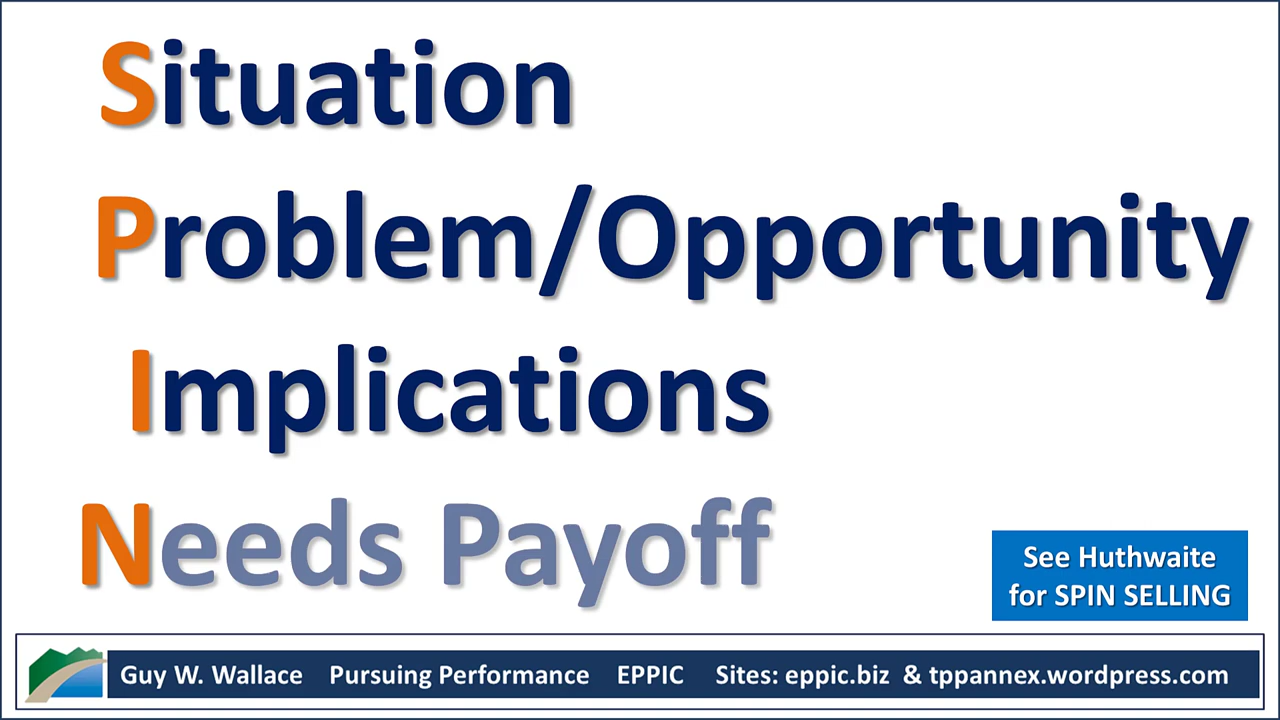 Situation
Problem/Opportunity
Implications
Needs Payoff
See Huthwaite
for SPIN SELLING
Guy W. Wallace Pursuing Performance EPPIC Sites: eppic.biz & tppannex.wordpress.com